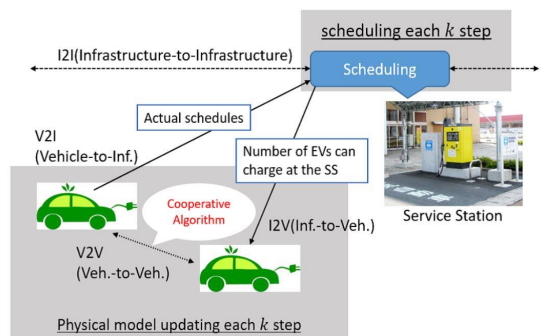 scheduling each k step
I2I(Infrastructure-to-Infrastructure)
Scheduling
Actual schedules
V2I
(Vehicle-to-Inf.)
Number of EVs can
charge at the SS
Service Station
Cooperative
Algorithm
I2V(Inf.-to-Veh.)
V2V
(Veh.-to-Veh.)
Physical model updating each k step